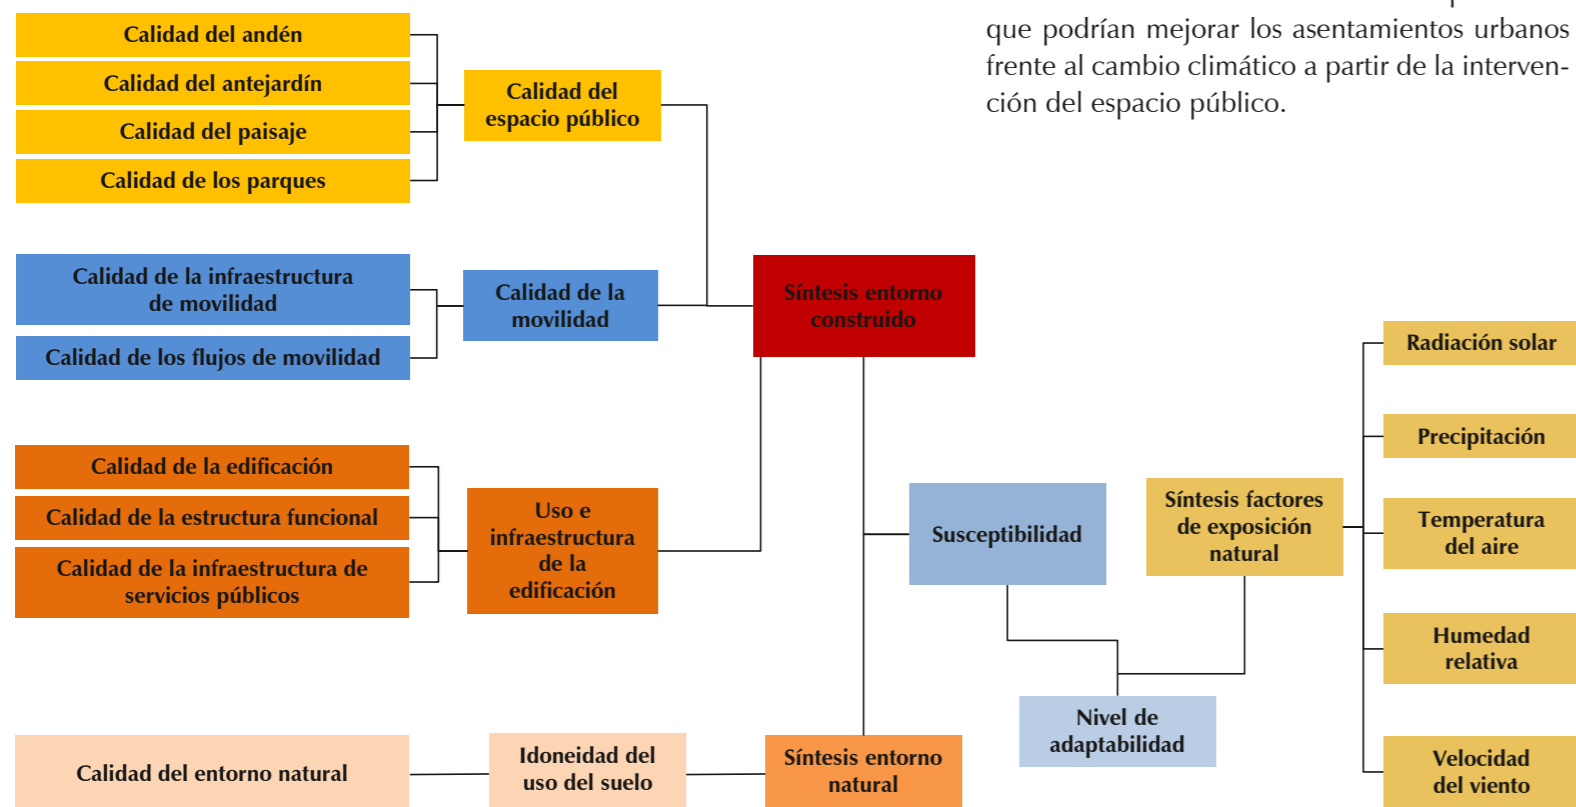 que podrían mejorar los asentamientos urbanos
frente al cambio climático a partir de la interven-
ción del espacio público.
Calidad del andén
Calidad del antejardín
Calidad del paisaje
Calidad de los parques
Calidad del
espacio público
Calidad de la infraestructura
de movilidad
Calidad de los flujos de movilidad
Calidad de la
movilidad
Síntesis entorno
construido
Calidad de la edificación
Calidad de la estructura funcional
Calidad de la infraestructura de
servicios públicos
Uso e
infraestructura
de la
edificación
Calidad del entorno natural
Idoneidad del
uso del suelo
Síntesis entorno
natural
Susceptibilidad
Nivel de
adaptabilidad
Síntesis factores
de exposición
natural
Radiación solar
Precipitación
Temperatura
del aire
Humedad
relativa
Velocidad
del viento